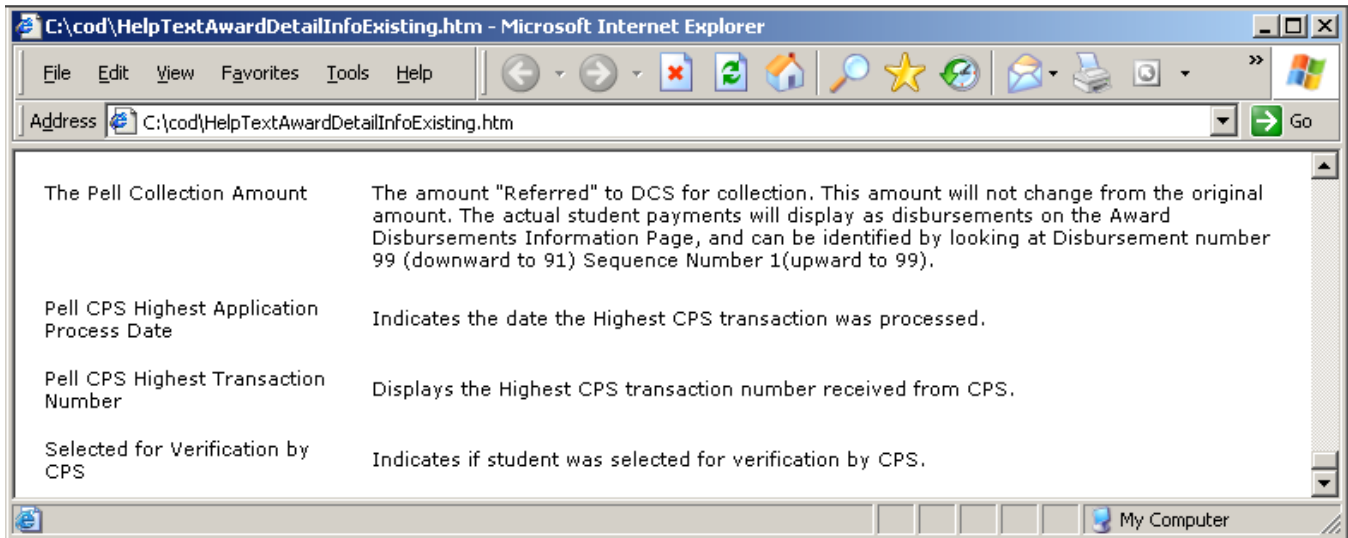 C:\cod\HelpTextAwardDetailInfoExisting.htm - Microsoft Internet Explorer
File Edit View Favorites Tools Help »
Address C:\cod\HelpTextAwardDetailInfoExisting.htm Go
The Pell Collection Amount
The amount "Referred" to DCS for collection. This amount will not change from the original
amount. The actual student payments will display as disbursements on the Award
Disbursements Information Page, and can be identified by looking at Disbursement number
99 (downward to 91) Sequence Number 1(upward to 99).
Pell CPS Highest Application
Process Date
Indicates the date the Highest CPS transaction was processed.
Pell CPS Highest Transaction
Number
Displays the Highest CPS transaction number received from CPS.
Selected for Verification by
CPS
Indicates if student was selected for verification by CPS.
My Computer